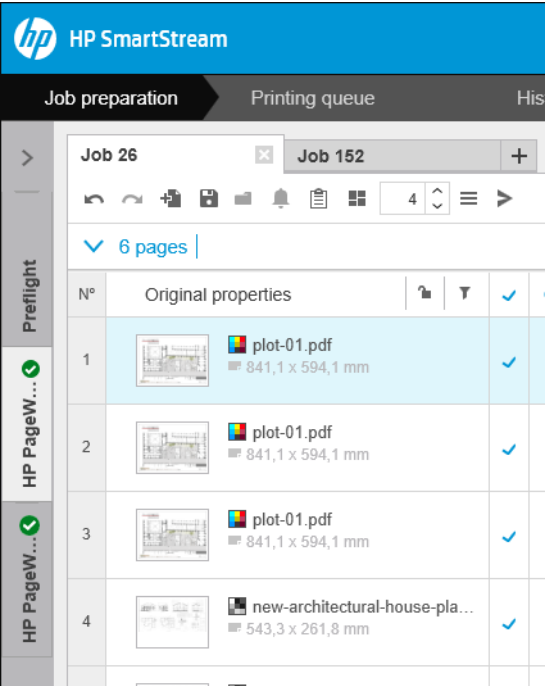 hp HP SmartStream
Job preparation Printing queue His
Job 26 Job 152 +
4
6 pages
Nº Original properties
Preflight
1 plot-01.pdf
841,1 x 594,1 mm
HP PageW...
2 plot-01.pdf
841,1 x 594,1 mm
3 plot-01.pdf
841,1 x 594,1 mm
HP PageW...
4 new-architectural-house-pla...
543,3 x 261,8 mm